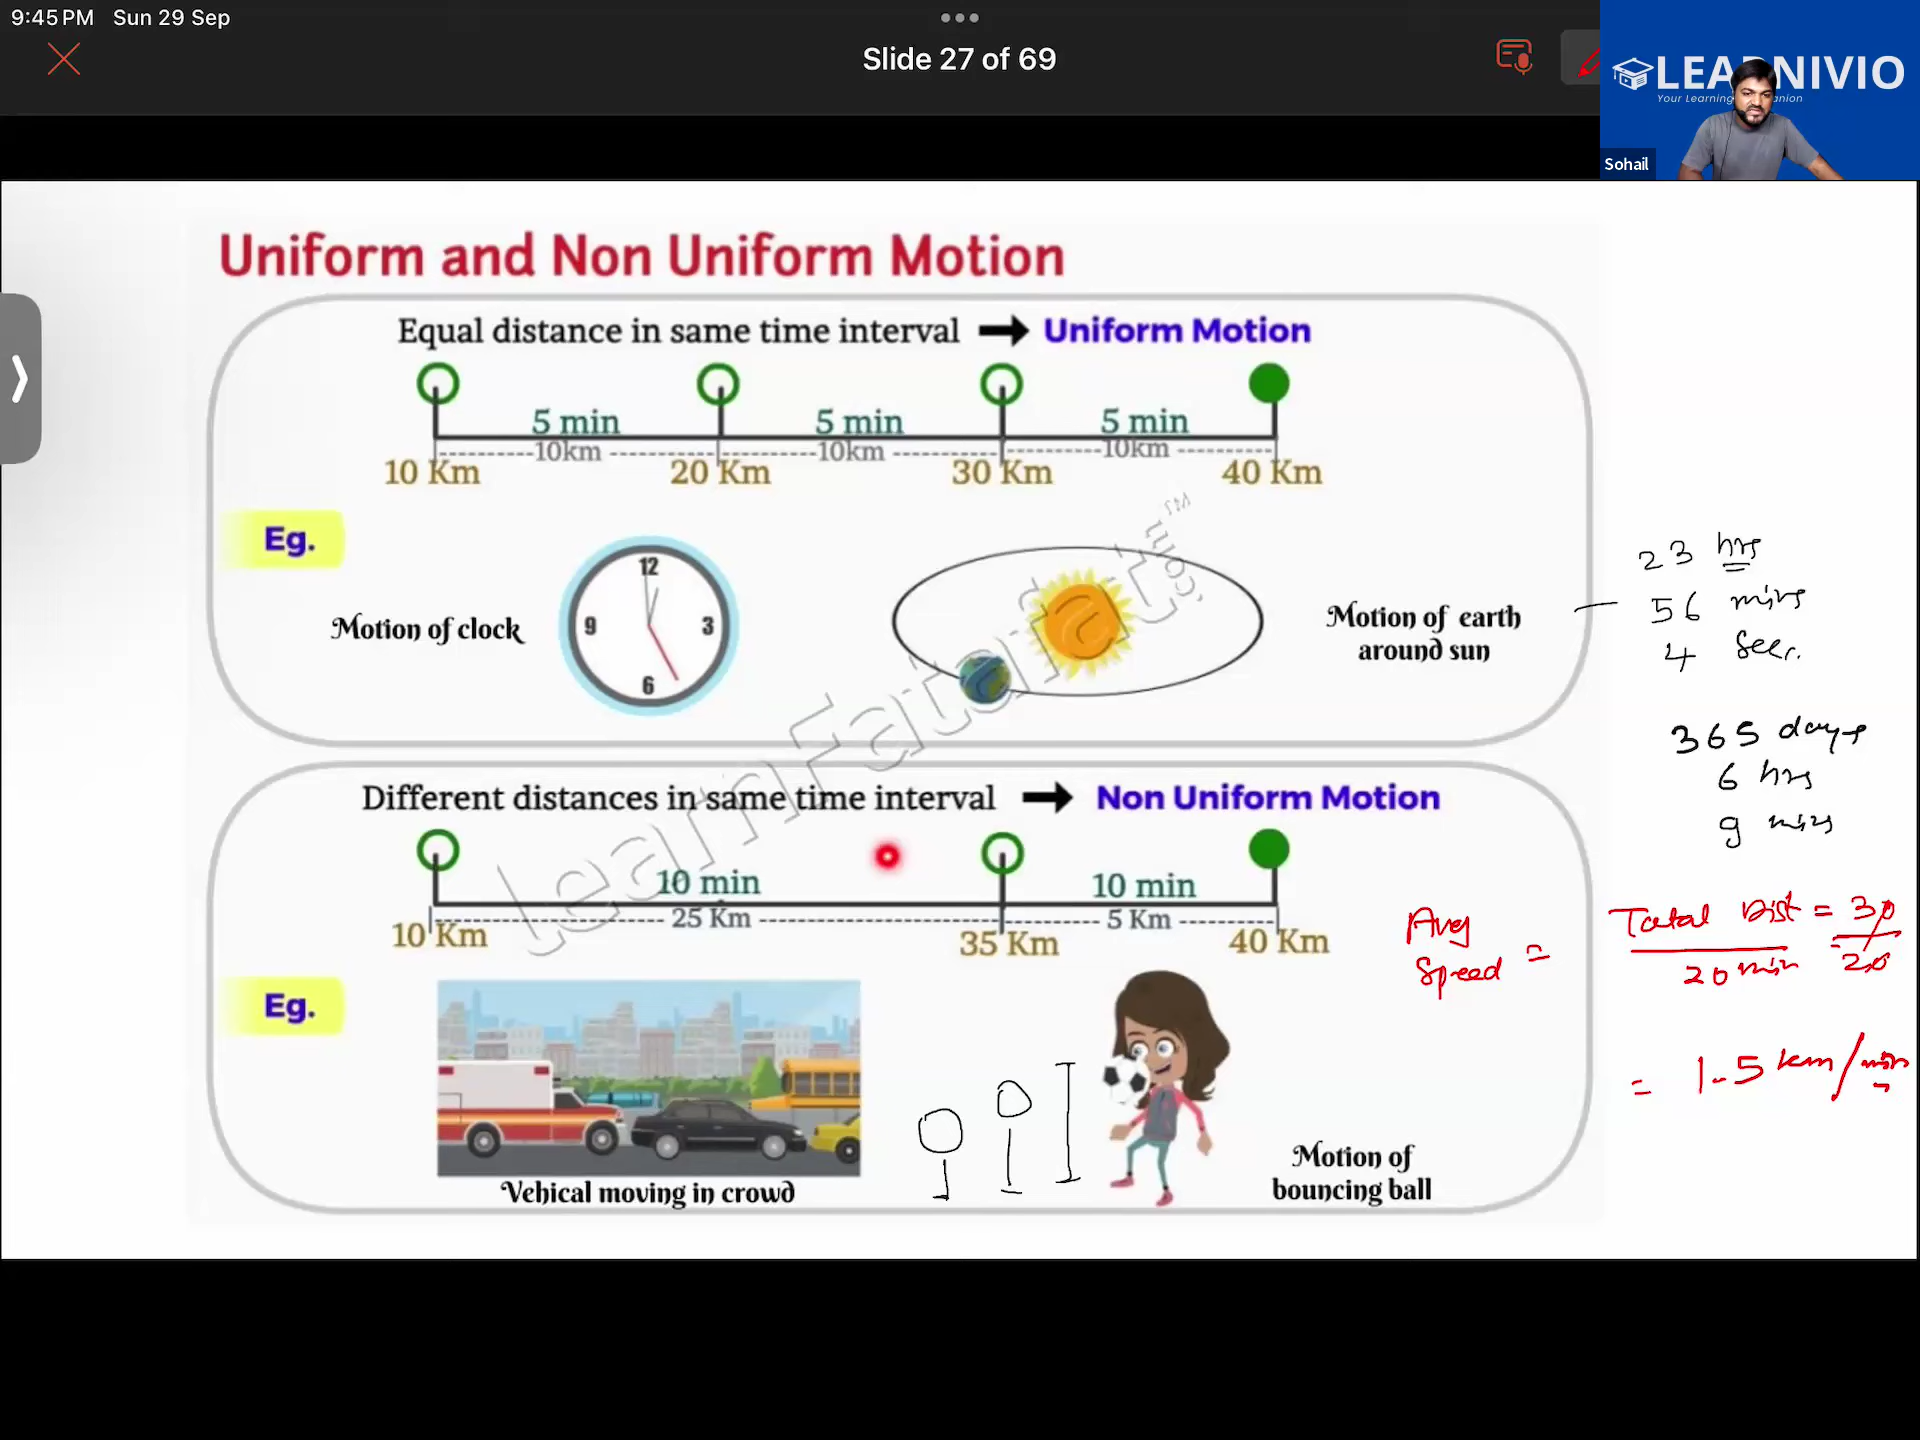 9:45 PM Sun 29 Sep
Slide 27 of 69
LEARNIVIO
Your Learning
Sohail
Uniform and Non Uniform Motion
Equal distance in same time interval → Uniform Motion
5 min 5 min 5 min
10km 10km 10km
10 Km 20 Km 30 Km 40 Km
Eg.
12
9 3
6
Motion of clock
Motion of earth
around sun
23 hrs
56 mins
4 Sec.
365 days
6 hrs
9 mins
Different distances in same time interval → Non Uniform Motion
10 min 10 min
25 Km 5 Km
10 Km 35 Km 40 Km
Avg
Speed =
Total Dist = 30
20 min 20
= 1.5 km/min
Eg.
Vehical moving in crowd
Motion of
bouncing ball
LearnFatafat.com
SM